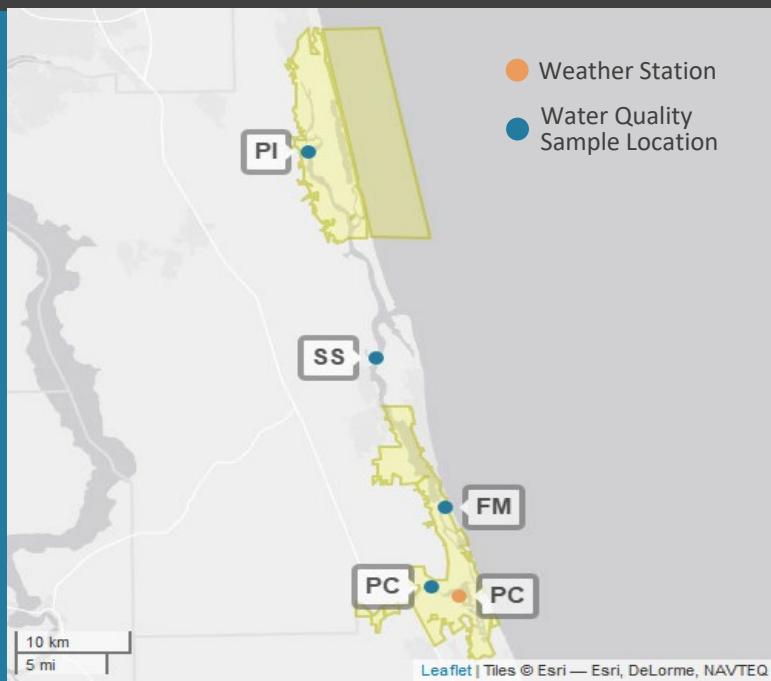 Weather Station
Water Quality
Sample Location
PI
SS
FM
PC
PC
10 km
5 mi
Leaflet | Tiles © Esri — Esri, DeLorme, NAVTEQ